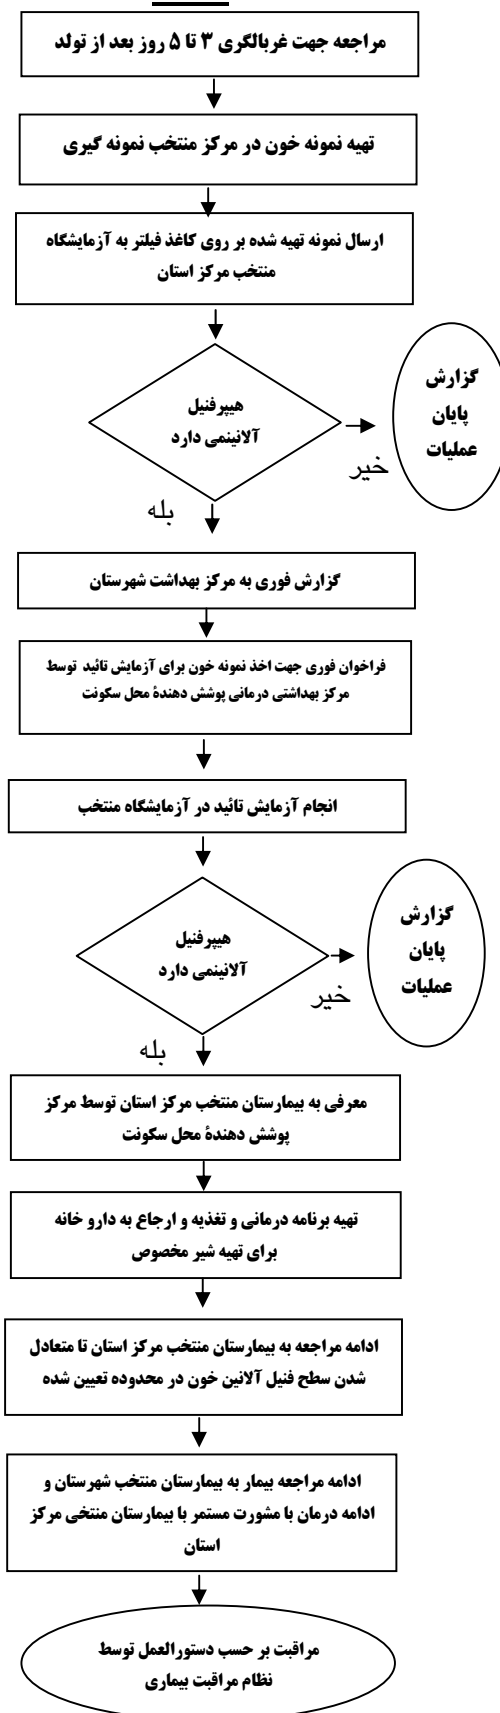 مراجعه جهت غربالگری ۳ تا ۵ روز بعد از تولد
تهیه نمونه خون در مرکز منتخب نمونه گیری
ارسال نمونه تهیه شده بر روی کاغذ فیلتر به آزمایشگاه
منتخب مرکز استان
هیپرفنیل
آلانینمی دارد
خیر
گزارش
پایان
عملیات
بله
گزارش فوری به مرکز بهداشت شهرستان
فراخوان فوری جهت اخذ نمونه خون برای آزمایش تائید توسط
مرکز بهداشتی درمانی پوشش دهندهٔ محل سکونت
انجام آزمایش تائید در آزمایشگاه منتخب
هیپرفنیل
آلانینمی دارد
خیر
گزارش
پایان
عملیات
بله
معرفی به بیمارستان منتخب مرکز استان توسط مرکز
پوشش دهندهٔ محل سکونت
تهیه برنامه درمانی و تغذیه و ارجاع به دارو خانه
برای تهیه شیر مخصوص
ادامه مراجعه به بیمارستان منتخب مرکز استان تا متعادل
شدن سطح فنیل آلانین خون در محدوده تعیین شده
ادامه مراجعه بیمار به بیمارستان منتخب شهرستان و
ادامه درمان با مشورت مستمر با بیمارستان منتخی مرکز
استان
مراقبت بر حسب دستورالعمل توسط
نظام مراقبت بیماری